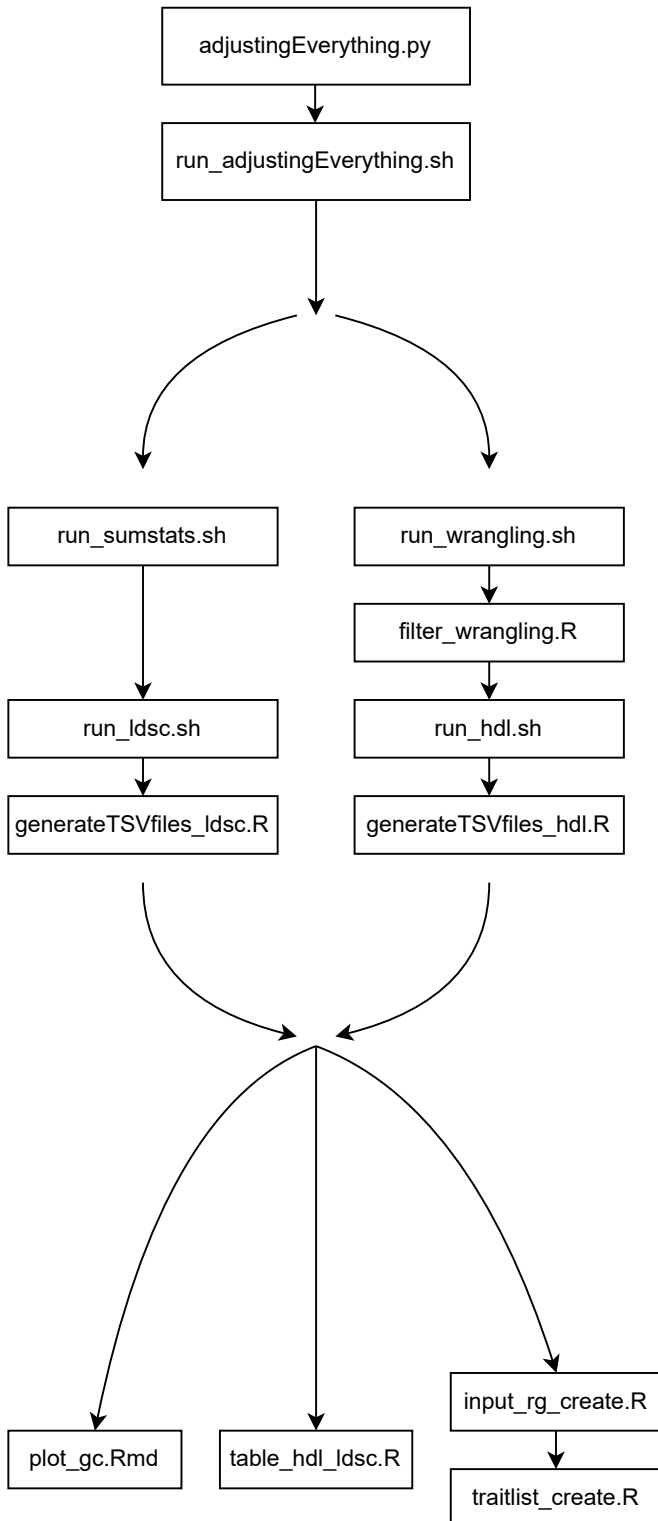 adjustingEverything.py
run_adjustingEverything.sh
run_sumstats.sh
run_wrangling.sh
filter_wrangling.R
run_ldsc.sh
run_hdl.sh
generateTSVfiles_ldsc.R
generateTSVfiles_hdl.R
input_rg_create.R
plot_gc.Rmd
table_hdl_ldsc.R
traitlist_create.R